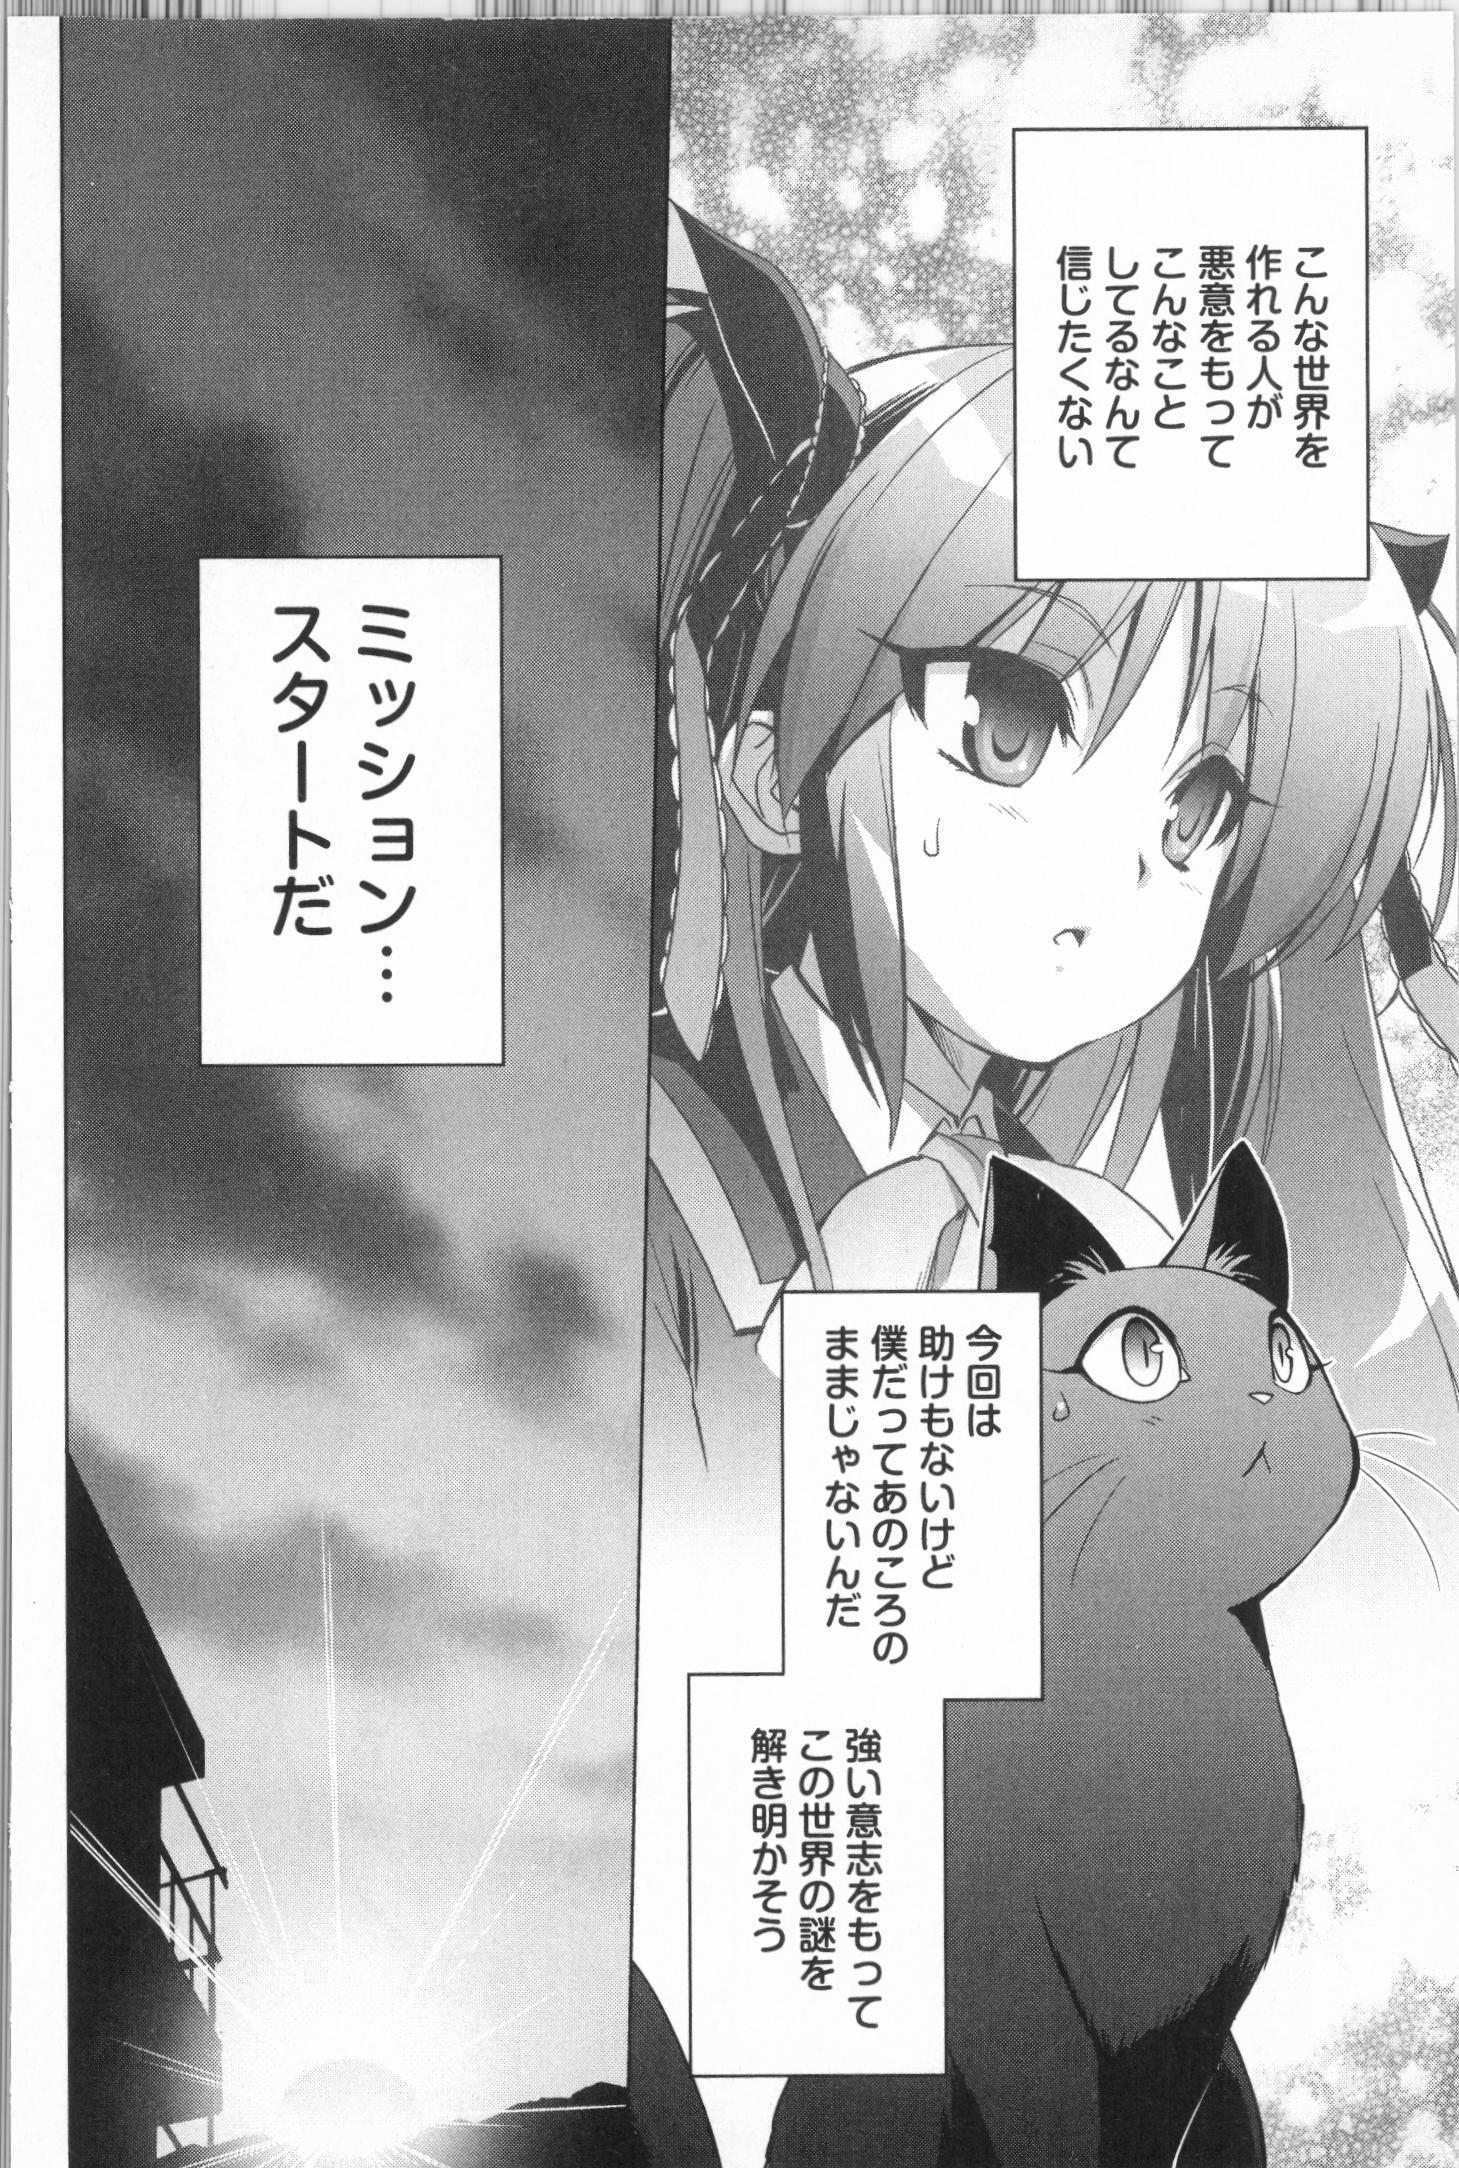 こんな世界を
作れる人が
悪意をもって
こんなこと
してるなんて
信じたくない
今回は
助けもないけど
僕だってあのころの
ままじゃないんだ
強い意志をもって
この世界の謎を
解き明かそう
ミッション…
スタートだ